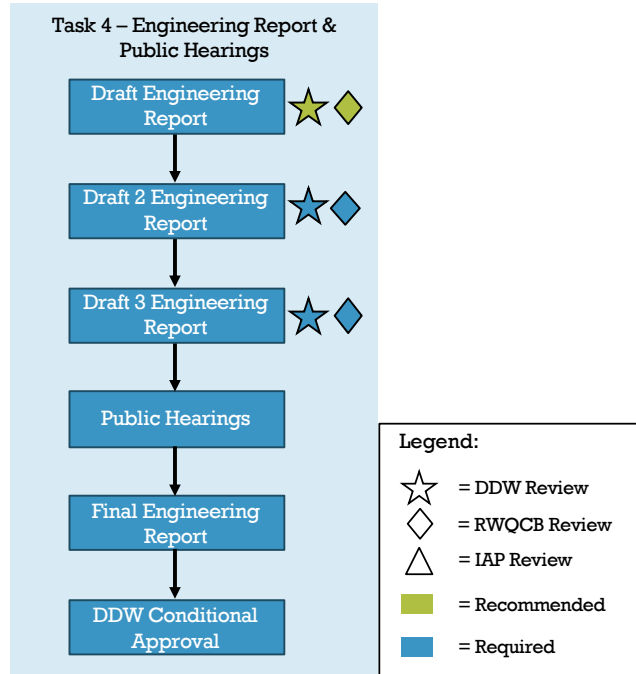 Task 4 – Engineering Report &
Public Hearings
Draft Engineering
Report
Draft 2 Engineering
Report
Draft 3 Engineering
Report
Public Hearings
Final Engineering
Report
DDW Conditional
Approval
Legend:
= DDW Review
= RWQCB Review
= IAP Review
= Recommended
= Required